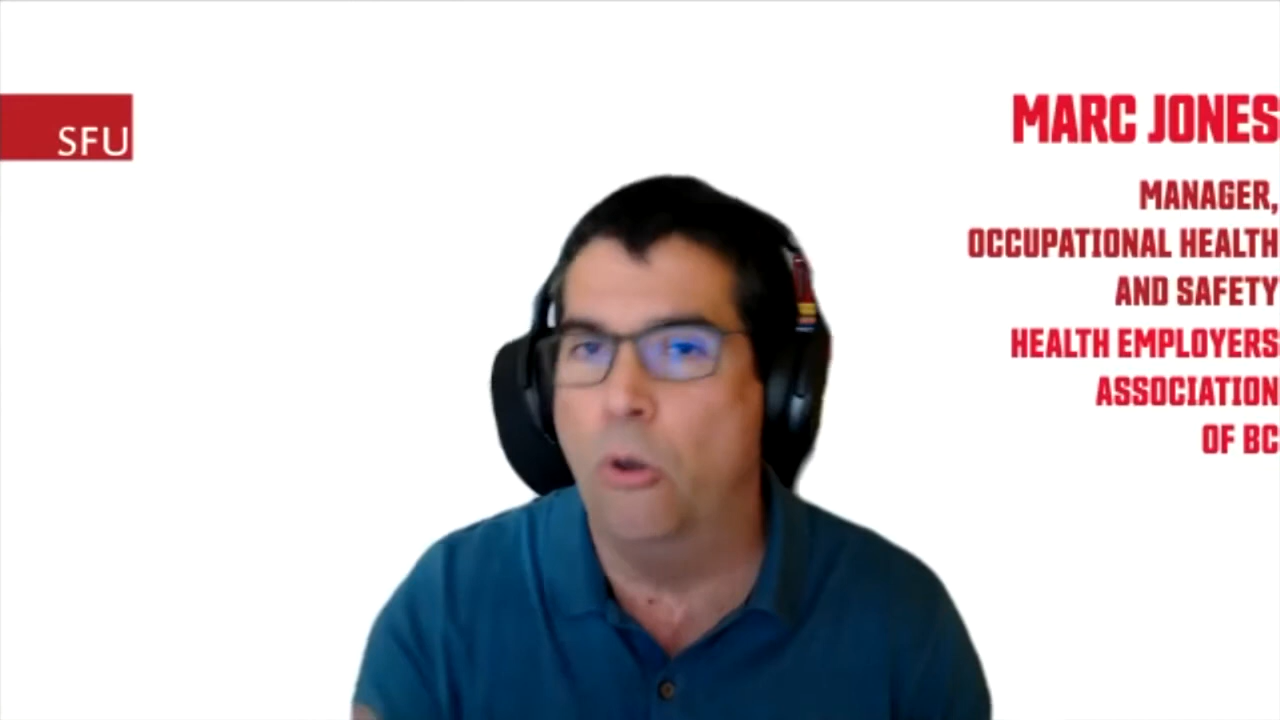 SFU
MARC JONES
MANAGER,
OCCUPATIONAL HEALTH
AND SAFETY
HEALTH EMPLOYERS
ASSOCIATION
OF BC